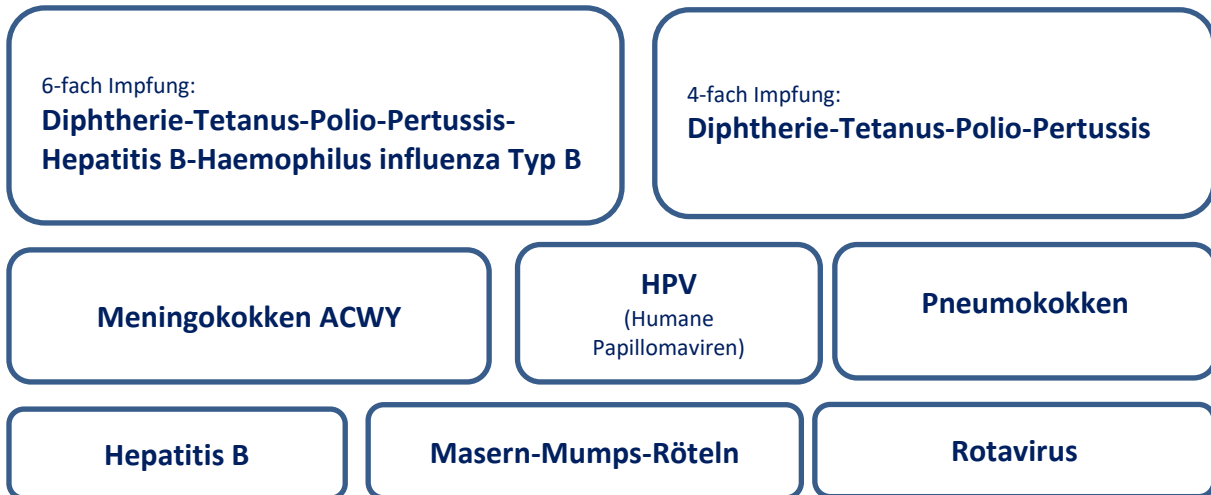 6-fach Impfung:
Diphtherie-Tetanus-Polio-Pertussis-
Hepatitis B-Haemophilus influenza Typ B
4-fach Impfung:
Diphtherie-Tetanus-Polio-Pertussis
Meningokokken ACWY
HPV
(Humane
Papillomaviren)
Pneumokokken
Hepatitis B
Masern-Mumps-Röteln
Rotavirus